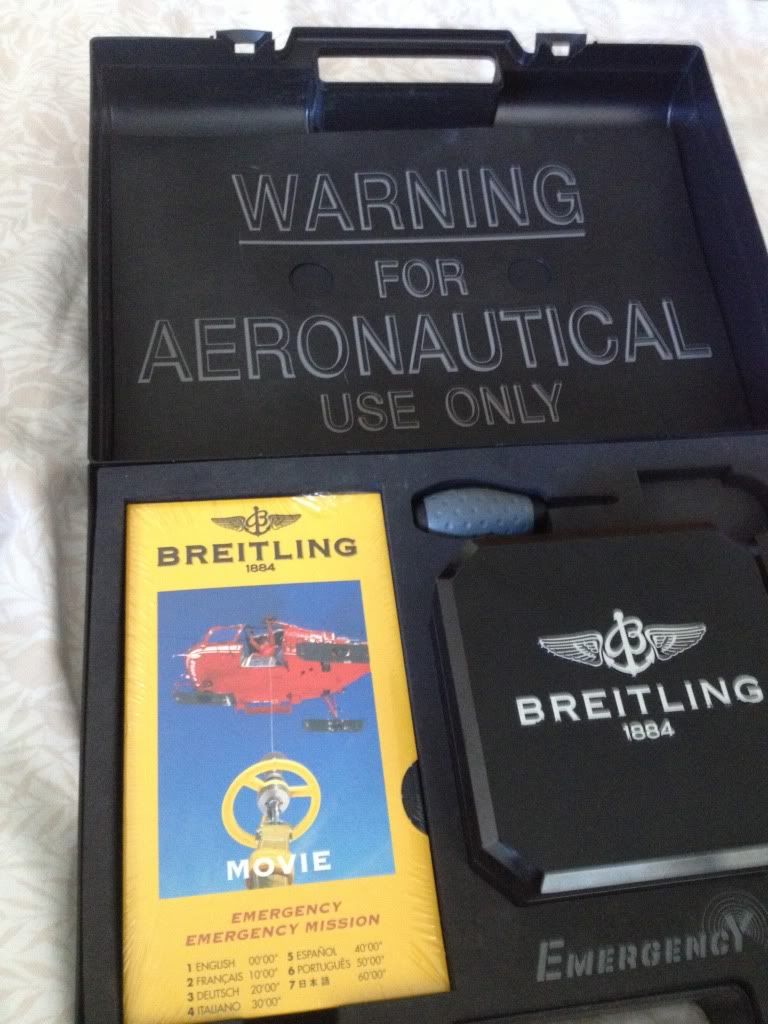 WARNING
FOR
AERONAUTICAL
USE ONLY
B
BREITLING
1884
MOVIE
EMERGENCY
EMERGENCY MISSION
1 ENGLISH 00'00"
2 FRANÇAIS 10'00"
3 DEUTSCH 20'00"
4 ITALIANO 30'00"
5 ESPAÑOL 40'00"
6 PORTUGUÊS 50'00"
7 日本語 60'00"
B
BREITLING
1884
EMERGENCY